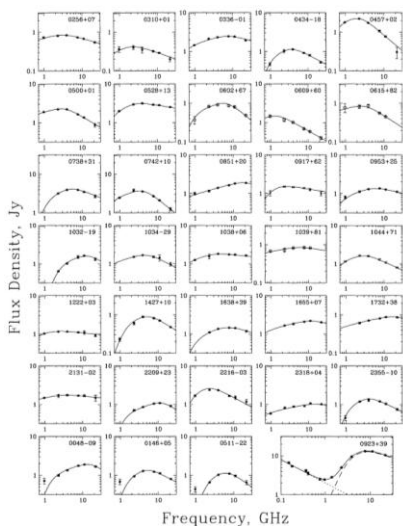 0256+07 0310+01 0336-01 0434-18 0457+02
0500+01 0528+13 0602+67 0609+60 0615+82
0738+31 0742+10 0851+20 0917+62 0953+25
1032-19 1034-29 1038+06 1039+81 1044+71
1222+03 1427+10 1638+39 1655+07 1732+38
2131-02 2209+23 2216-03 2318+04 2355-10
0048-09 0146+05 0511-22 0923+39
Flux Density, Jy
Frequency, GHz